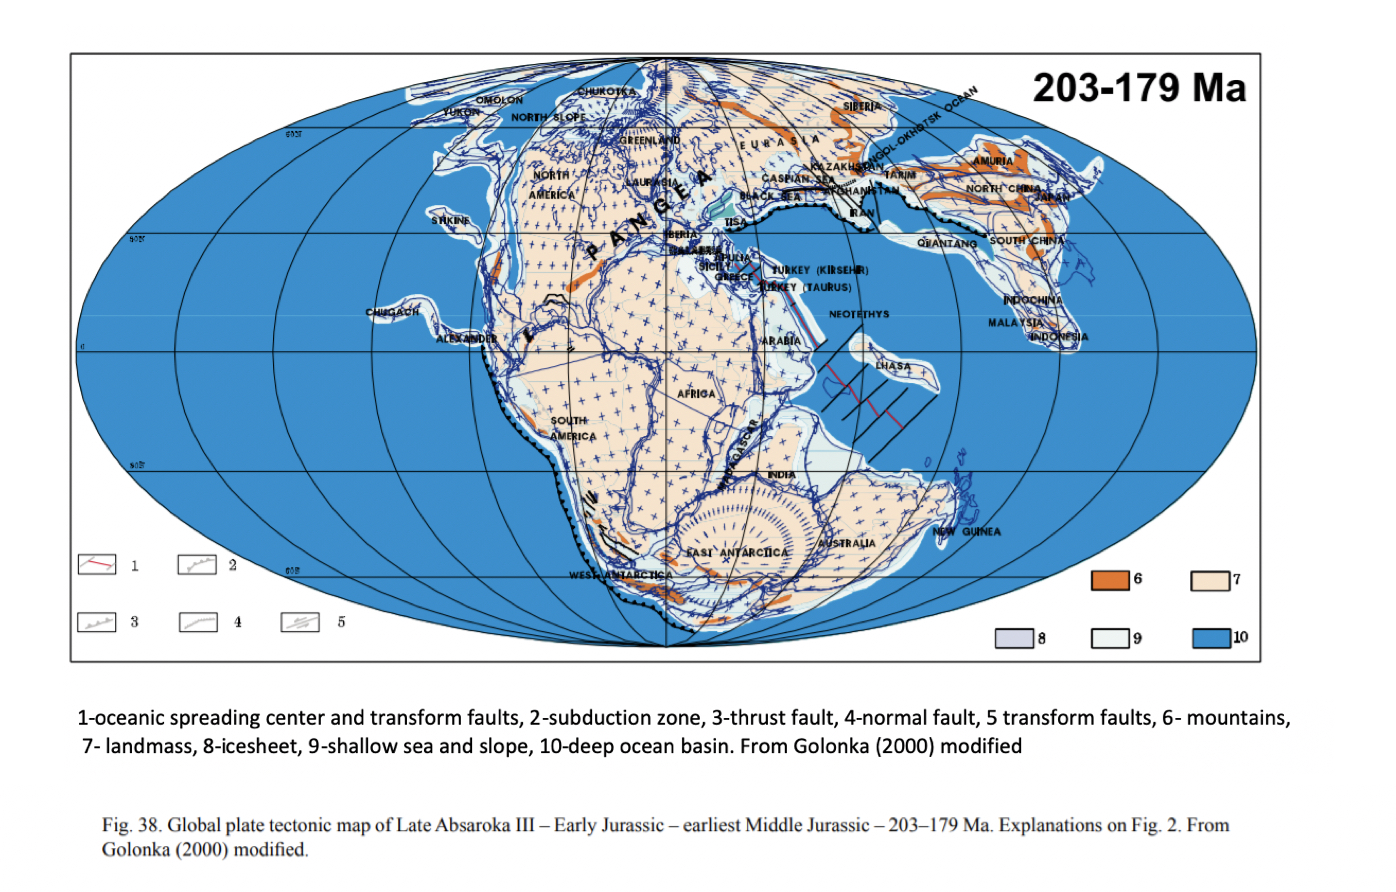 203-179 Ma
CHUKOTKA
OMOLON
YUKON
NORTH SLOPE
SIBERIA
MONGOL-OKHOTSK OCEAN
GREENLAND
EURASIA
AMURIA
KAZAKHSTAN
TARIM
NORTH
AMERICA
LAURASIA
CASPIAN SEA
NORTH CHINA
JAPAN
BLACK SEA
AFGHANISTAN
PANGEA
IRAN
STIKINE
TISA
QIANTANG
SOUTH CHINA
APULIA
SICILY
GREECE
TURKEY (KIRSEHIR)
TURKEY (TAURUS)
INDOCHINA
CHUGACH
NEOTETHYS
MALAYSIA
INDONESIA
ALEXANDER
ARABIA
0
LHASA
AFRICA
SOUTH
AMERICA
MADAGASCAR
INDIA
NEW GUINEA
AUSTRALIA
EAST ANTARCTICA
WEST ANTARCTICA
1
2
3
4
5
6
7
8
9
10
1-oceanic spreading center and transform faults, 2-subduction zone, 3-thrust fault, 4-normal fault, 5 transform faults, 6- mountains,
7- landmass, 8-icesheet, 9-shallow sea and slope, 10-deep ocean basin. From Golonka (2000) modified
Fig. 38. Global plate tectonic map of Late Absaroka III – Early Jurassic – earliest Middle Jurassic – 203–179 Ma. Explanations on Fig. 2. From
Golonka (2000) modified.